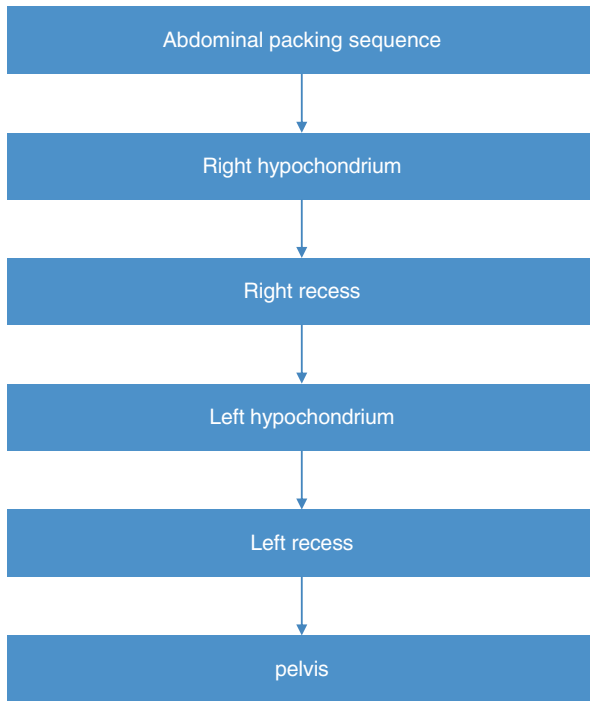 Abdominal packing sequence
Right hypochondrium
Right recess
Left hypochondrium
Left recess
pelvis